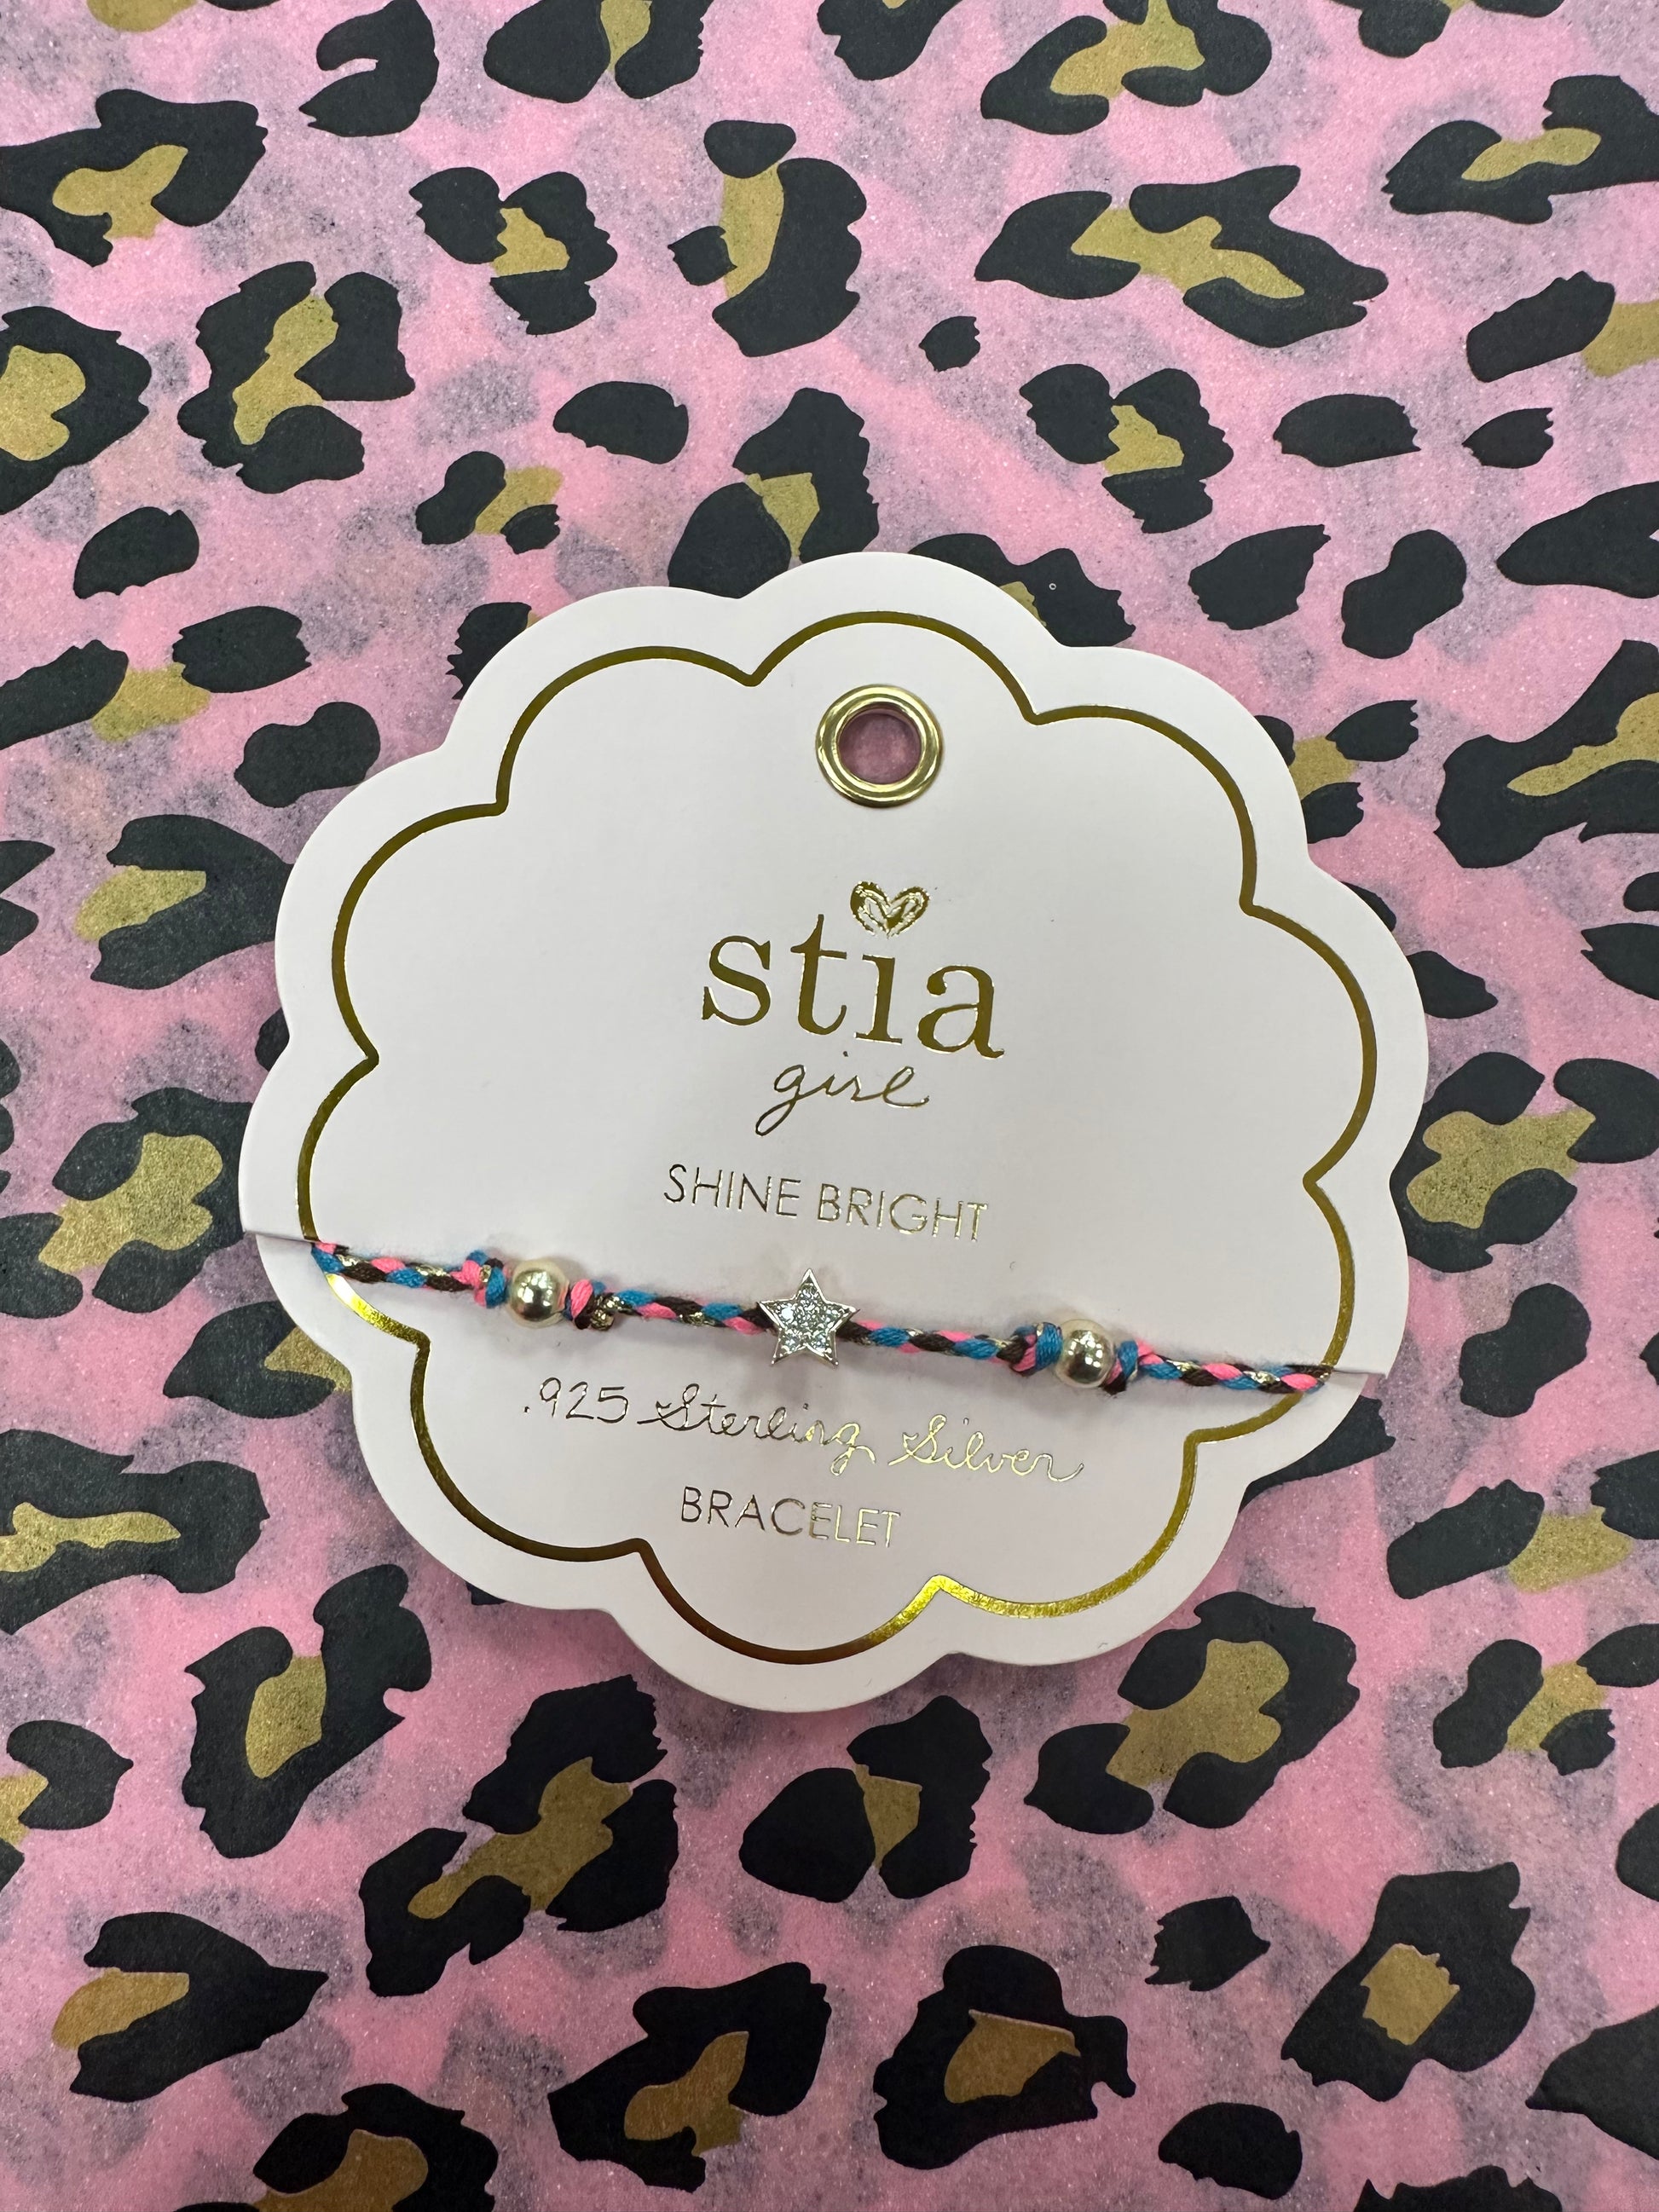 stia
girl
SHINE BRIGHT
.925 Sterling Silver
BRACELET